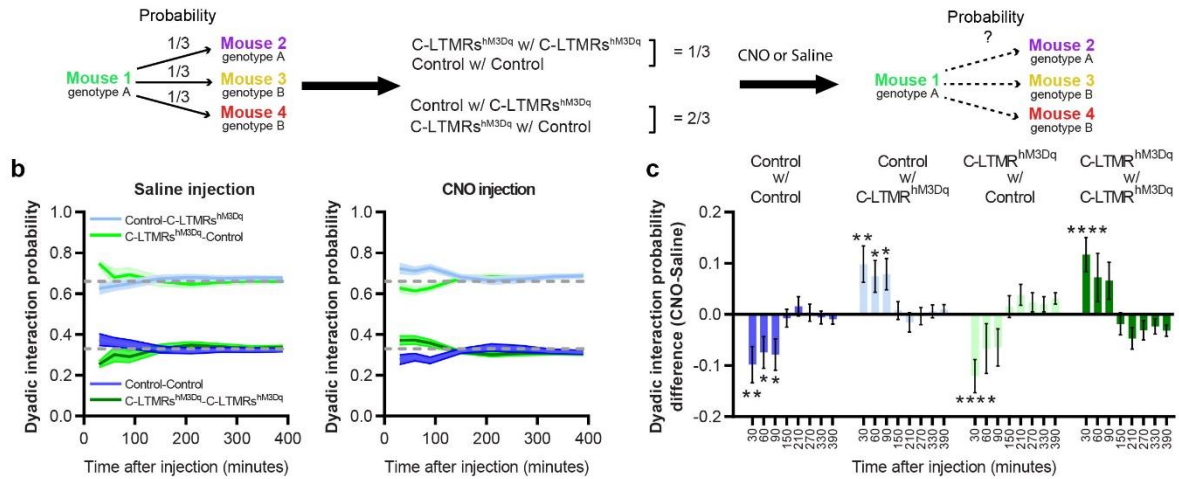 Probability
1/3
Mouse 2
genotype A
Mouse 1
genotype A
1/3
Mouse 3
genotype B
1/3
Mouse 4
genotype B
C-LTMRs^hM3Dq w/ C-LTMRs^hM3Dq
Control w/ Control
= 1/3
Control w/ C-LTMRs^hM3Dq
C-LTMRs^hM3Dq w/ Control
= 2/3
CNO or Saline
Probability
?
Mouse 2
genotype A
Mouse 1
genotype A
Mouse 3
genotype B
Mouse 4
genotype B
b
Saline injection
Dyadic interaction probability
1.0
0.8
0.6
0.4
0.2
0.0
Control-C-LTMRs^hM3Dq
C-LTMRs^hM3Dq-Control
Control-Control
C-LTMRs^hM3Dq-C-LTMRs^hM3Dq
0 100 200 300 400
Time after injection (minutes)
CNO injection
Dyadic interaction probability
1.0
0.8
0.6
0.4
0.2
0.0
0 100 200 300 400
Time after injection (minutes)
c
Control
w/
Control
Control
w/
C-LTMR^hM3Dq
C-LTMR^hM3Dq
w/
Control
C-LTMR^hM3Dq
w/
C-LTMR^hM3Dq
Dyadic interaction probability
difference (CNO-Saline)
0.2
0.1
0.0
-0.1
-0.2
** * *
** * *
****
****
30 60 90 150 210 270 330 390
30 60 90 150 210 270 330 390
30 60 90 150 210 270 330 390
30 60 90 150 210 270 330 390
Time after injection (minutes)